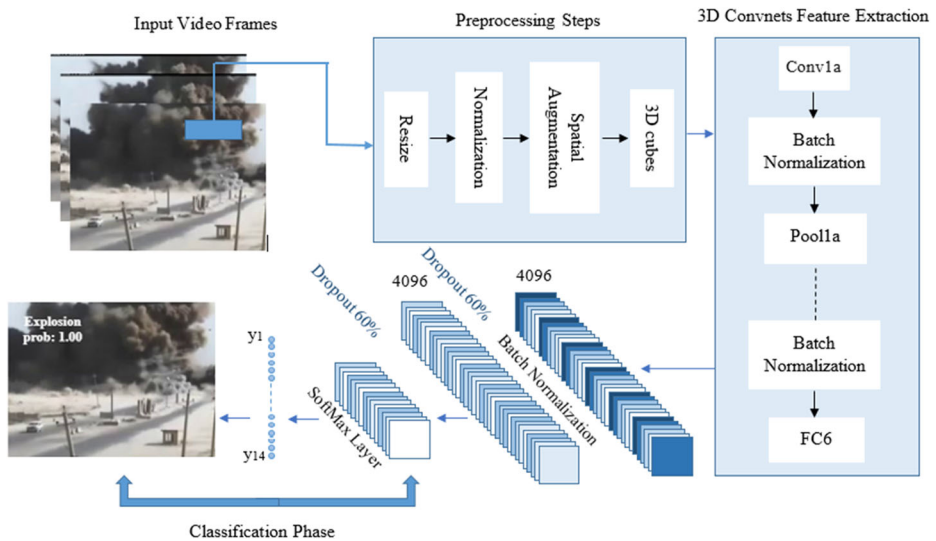 Input Video Frames
Preprocessing Steps
3D Convnets Feature Extraction
Resize
Normalization
Spatial
Augmentation
3D cubes
Conv1a
Batch
Normalization
Pool1a
Batch
Normalization
FC6
4096
Batch Normalization
Dropout 60%
4096
Dropout 60%
SoftMax Layer
y1
y14
Explosion
prob: 1.00
Classification Phase